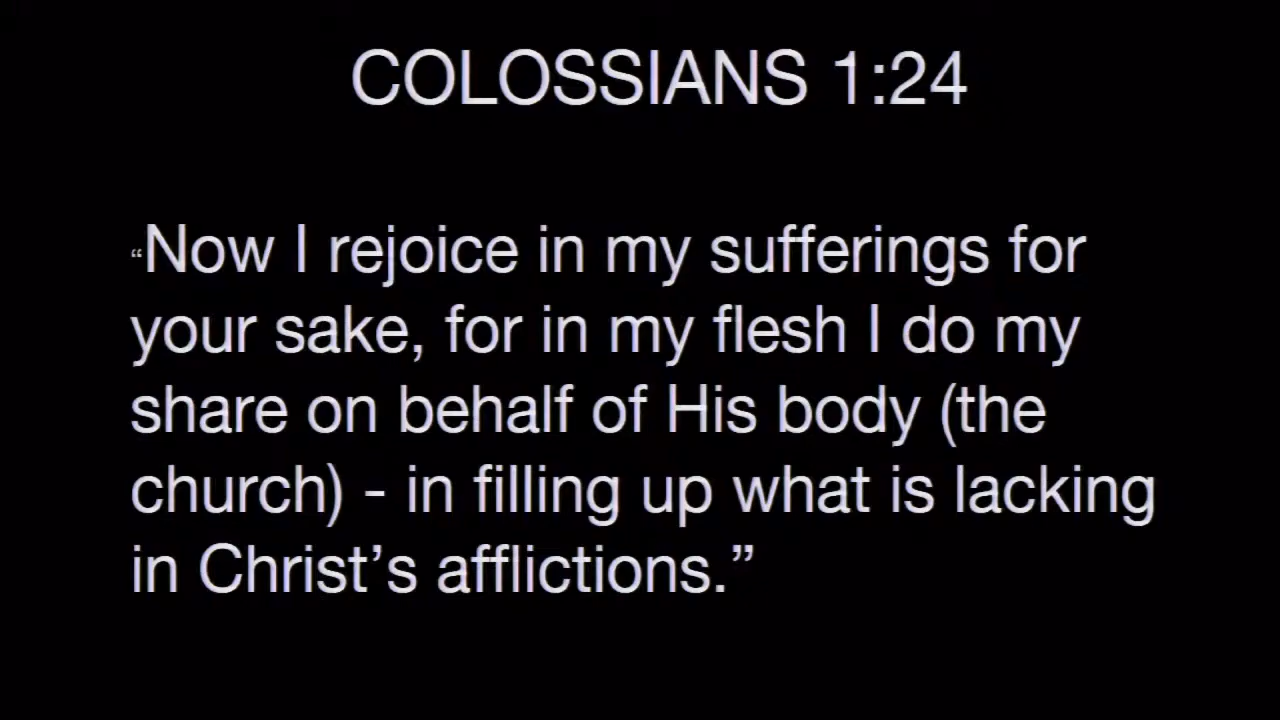 COLOSSIANS 1:24
“Now I rejoice in my sufferings for
your sake, for in my flesh I do my
share on behalf of His body (the
church) - in filling up what is lacking
in Christ’s afflictions.”